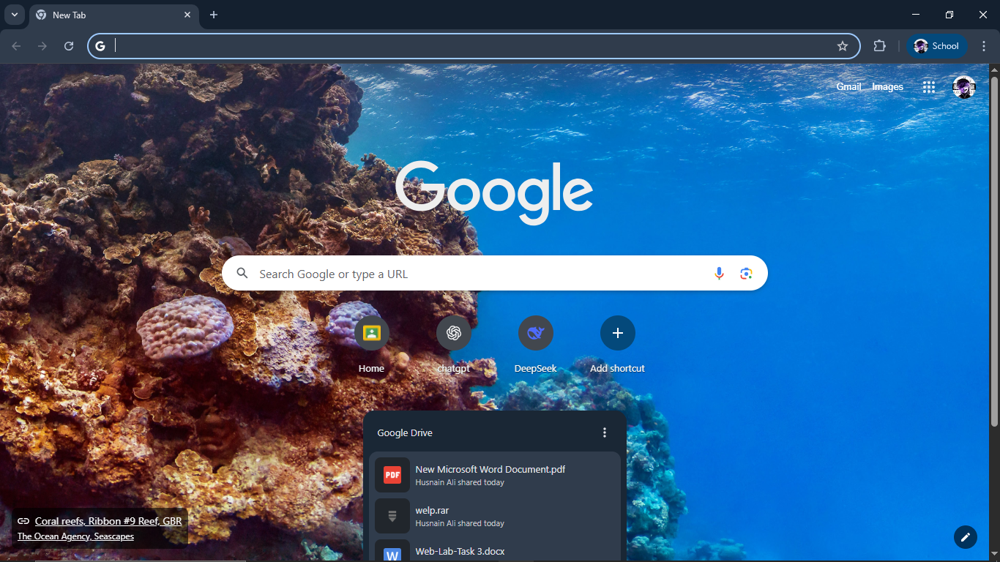 New Tab
School
Gmail Images
Google
Search Google or type a URL
Home
chatgpt
DeepSeek
Add shortcut
Google Drive
PDF
New Microsoft Word Document.pdf
Husnain Ali shared today
welp.rar
Husnain Ali shared today
W
Web-Lab-Task 3.docx
Coral reefs, Ribbon #9 Reef, GBR
The Ocean Agency, Seascapes